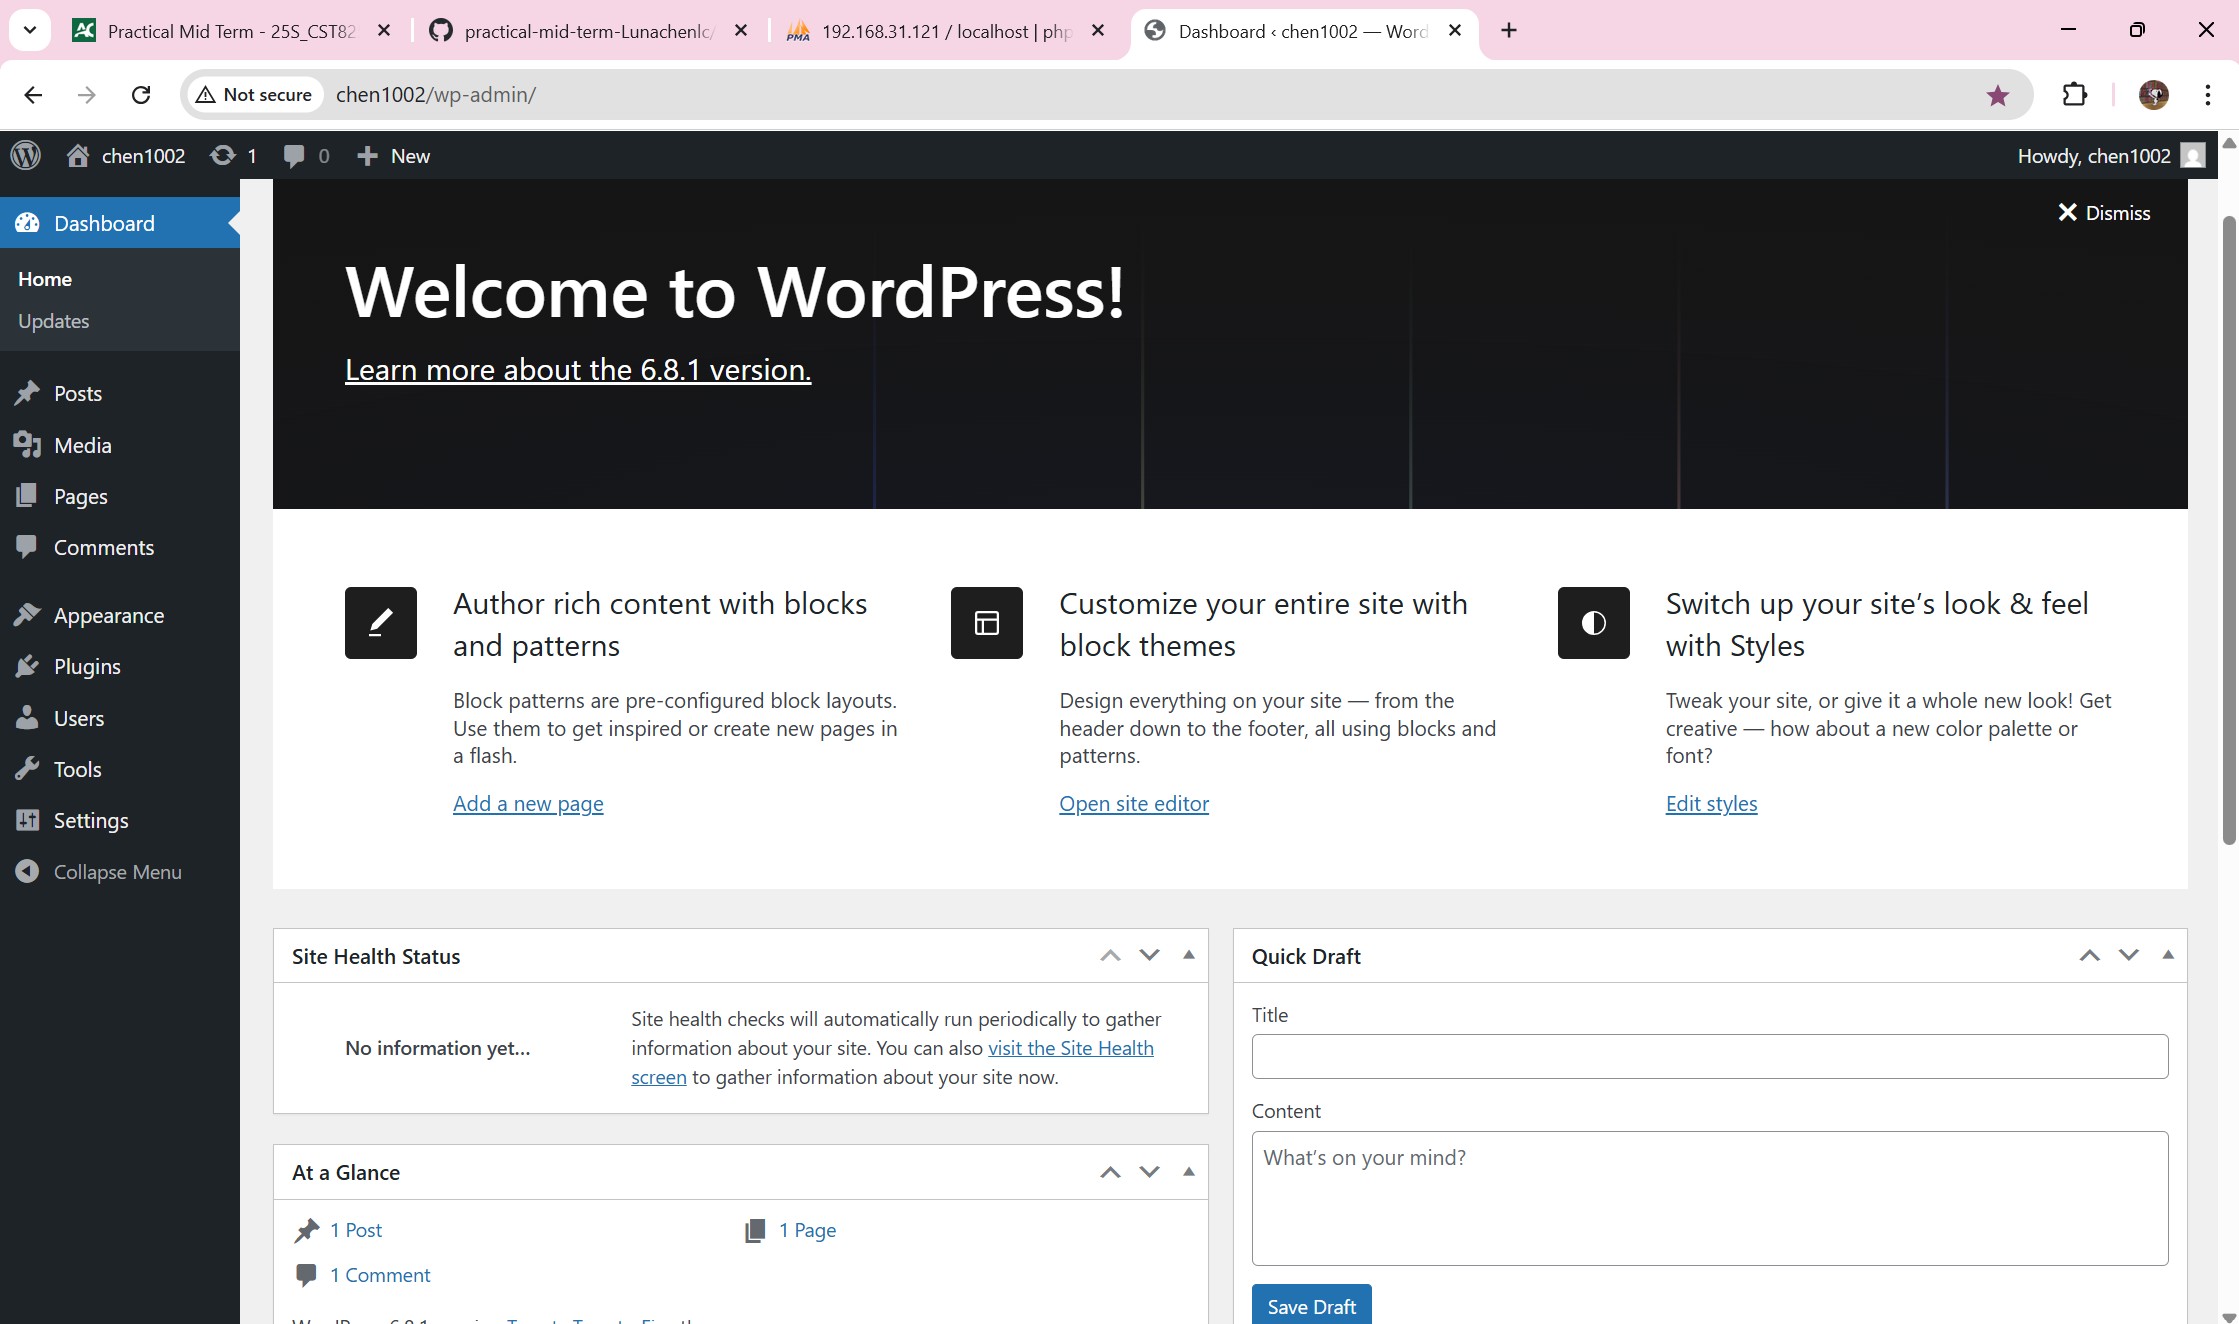 Practical Mid Term - 25S_CST82
practical-mid-term-Lunachenlc/
192.168.31.121 / localhost | php
Dashboard ‹ chen1002 — Word
Not secure
chen1002/wp-admin/
chen1002
1
0
New
Howdy, chen1002
Dashboard
Home
Updates
Posts
Media
Pages
Comments
Appearance
Plugins
Users
Tools
Settings
Collapse Menu
Dismiss
Welcome to WordPress!
Learn more about the 6.8.1 version.
Author rich content with blocks
and patterns
Block patterns are pre-configured block layouts.
Use them to get inspired or create new pages in
a flash.
Add a new page
Customize your entire site with
block themes
Design everything on your site — from the
header down to the footer, all using blocks and
patterns.
Open site editor
Switch up your site’s look & feel
with Styles
Tweak your site, or give it a whole new look! Get
creative — how about a new color palette or
font?
Edit styles
Site Health Status
No information yet…
Site health checks will automatically run periodically to gather
information about your site. You can also visit the Site Health
screen to gather information about your site now.
At a Glance
1 Post
1 Page
1 Comment
Quick Draft
Title
Content
What’s on your mind?
Save Draft